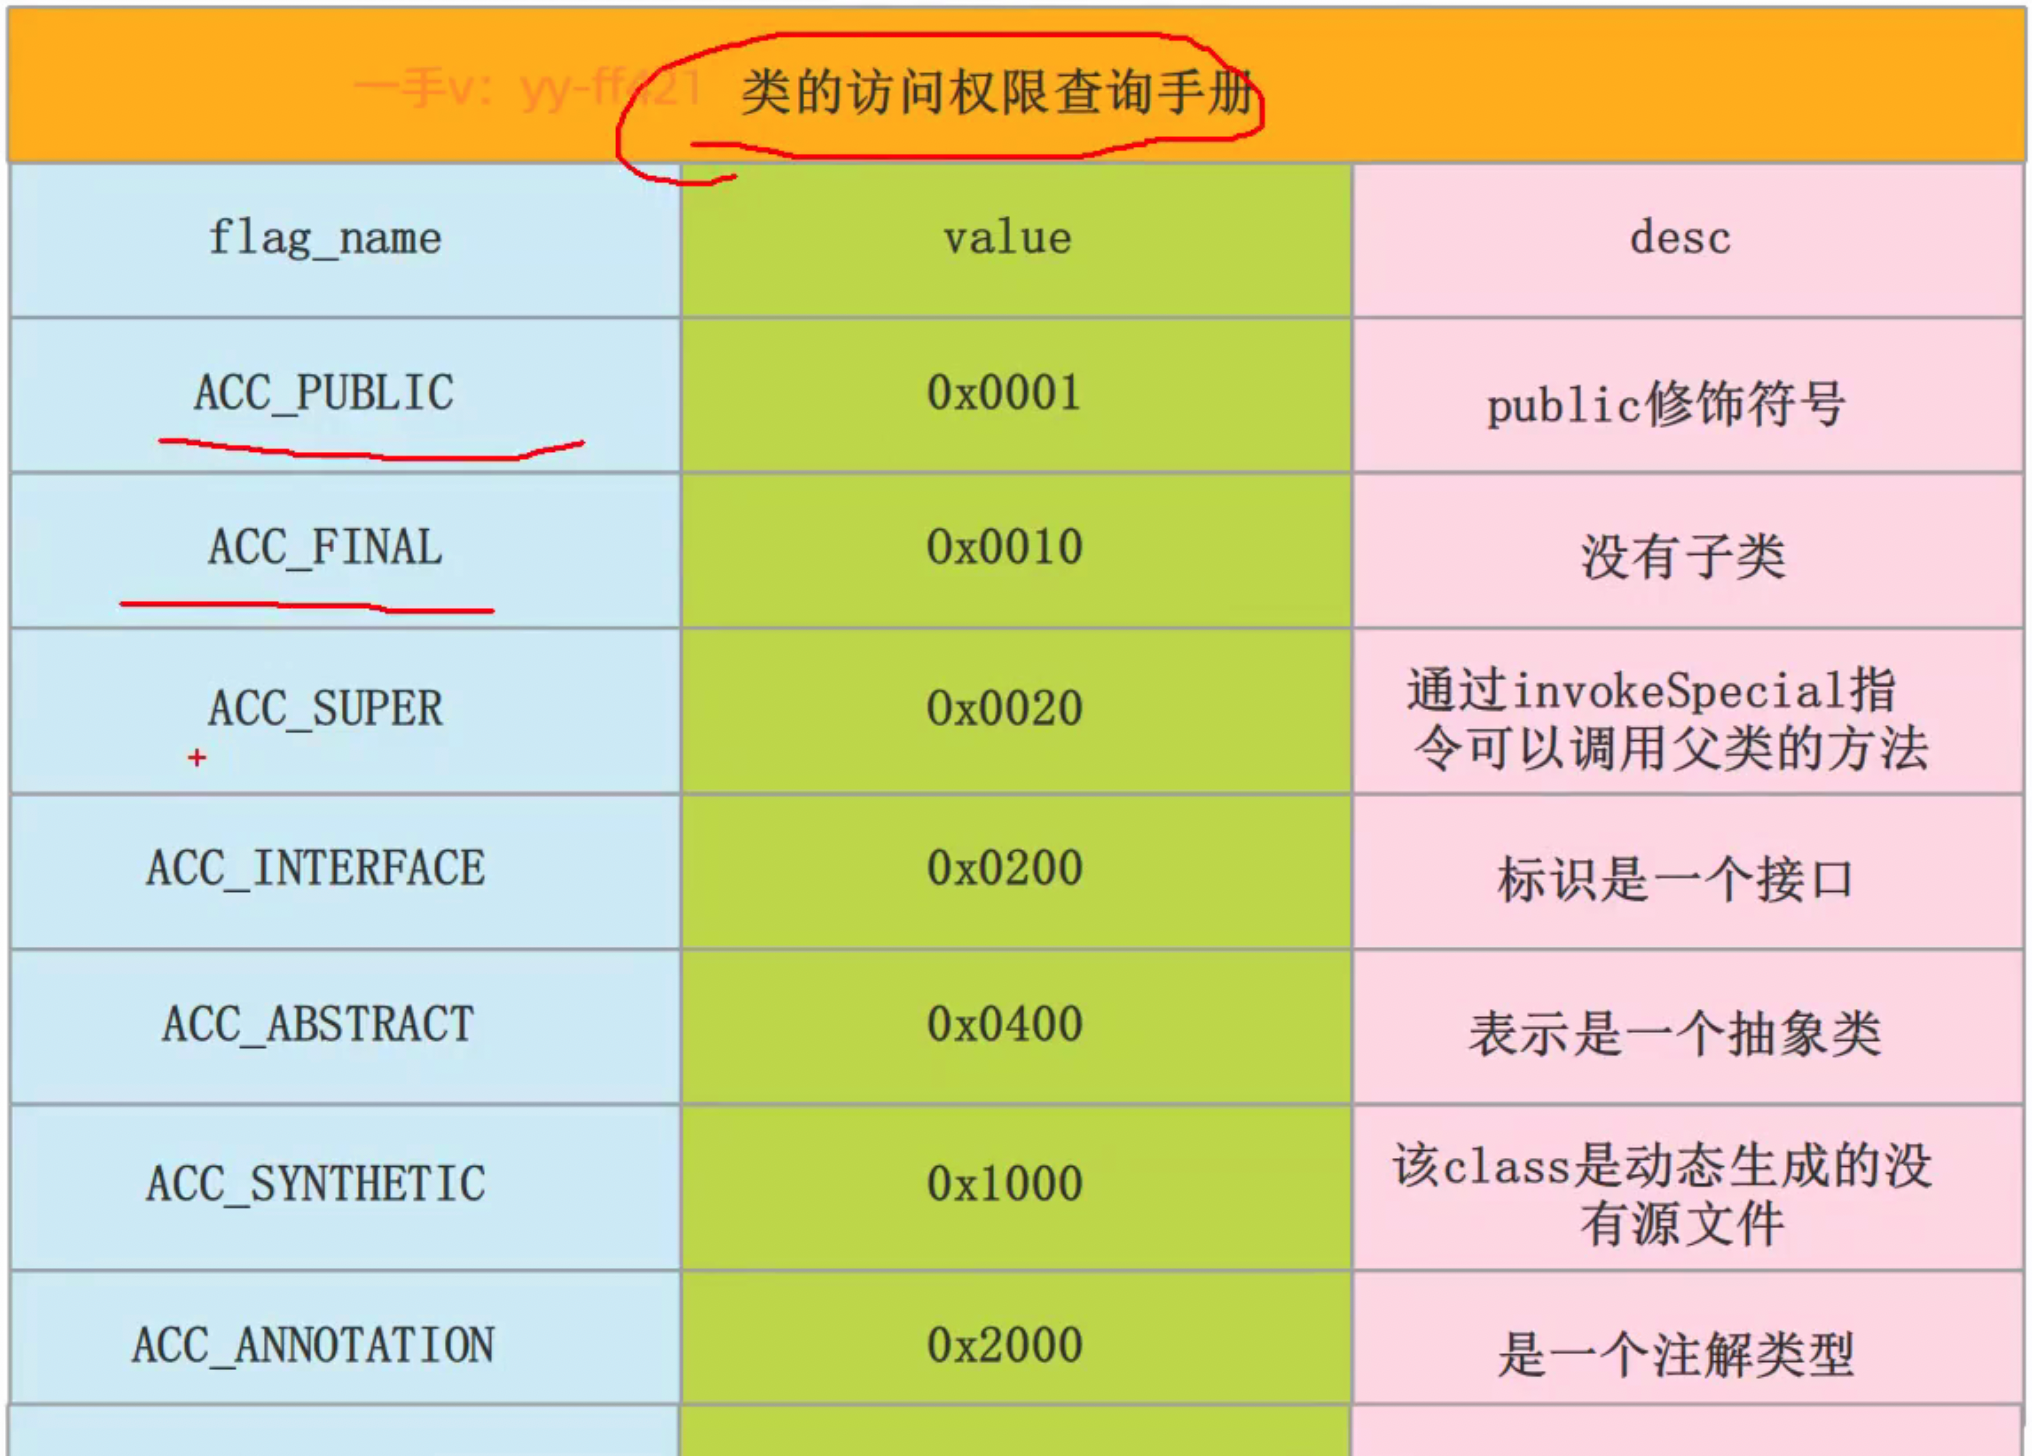 一手v：yy-ff421
类的访问权限查询手册
flag_name value desc
ACC_PUBLIC 0x0001 public修饰符号
ACC_FINAL 0x0010 没有子类
ACC_SUPER 0x0020 通过invokeSpecial指
令可以调用父类的方法
ACC_INTERFACE 0x0200 标识是一个接口
ACC_ABSTRACT 0x0400 表示是一个抽象类
ACC_SYNTHETIC 0x1000 该class是动态生成的没
有源文件
ACC_ANNOTATION 0x2000 是一个注解类型